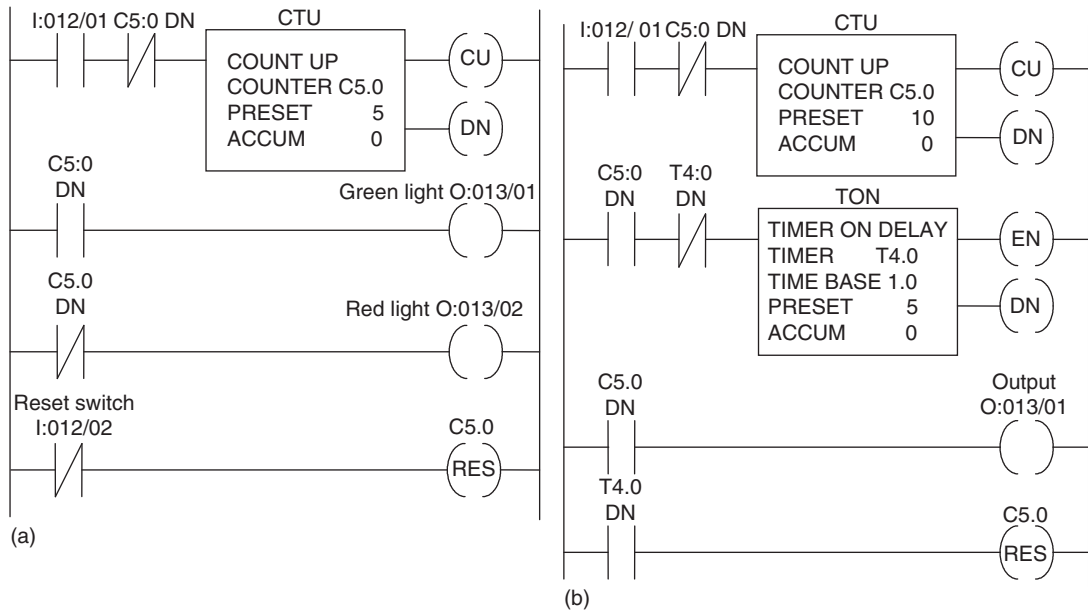 I:012/01 C5:0 DN
CTU
COUNT UP
COUNTER C5.0
PRESET 5
ACCUM 0
CU
DN
C5:0
DN
Green light O:013/01
C5.0
DN
Red light O:013/02
Reset switch
I:012/02
C5.0
RES
(a)
I:012/ 01 C5:0 DN
CTU
COUNT UP
COUNTER C5.0
PRESET 10
ACCUM 0
CU
DN
C5:0
DN
T4:0
DN
TON
TIMER ON DELAY
TIMER T4.0
TIME BASE 1.0
PRESET 5
ACCUM 0
EN
DN
C5.0
DN
Output
O:013/01
T4.0
DN
C5.0
RES
(b)